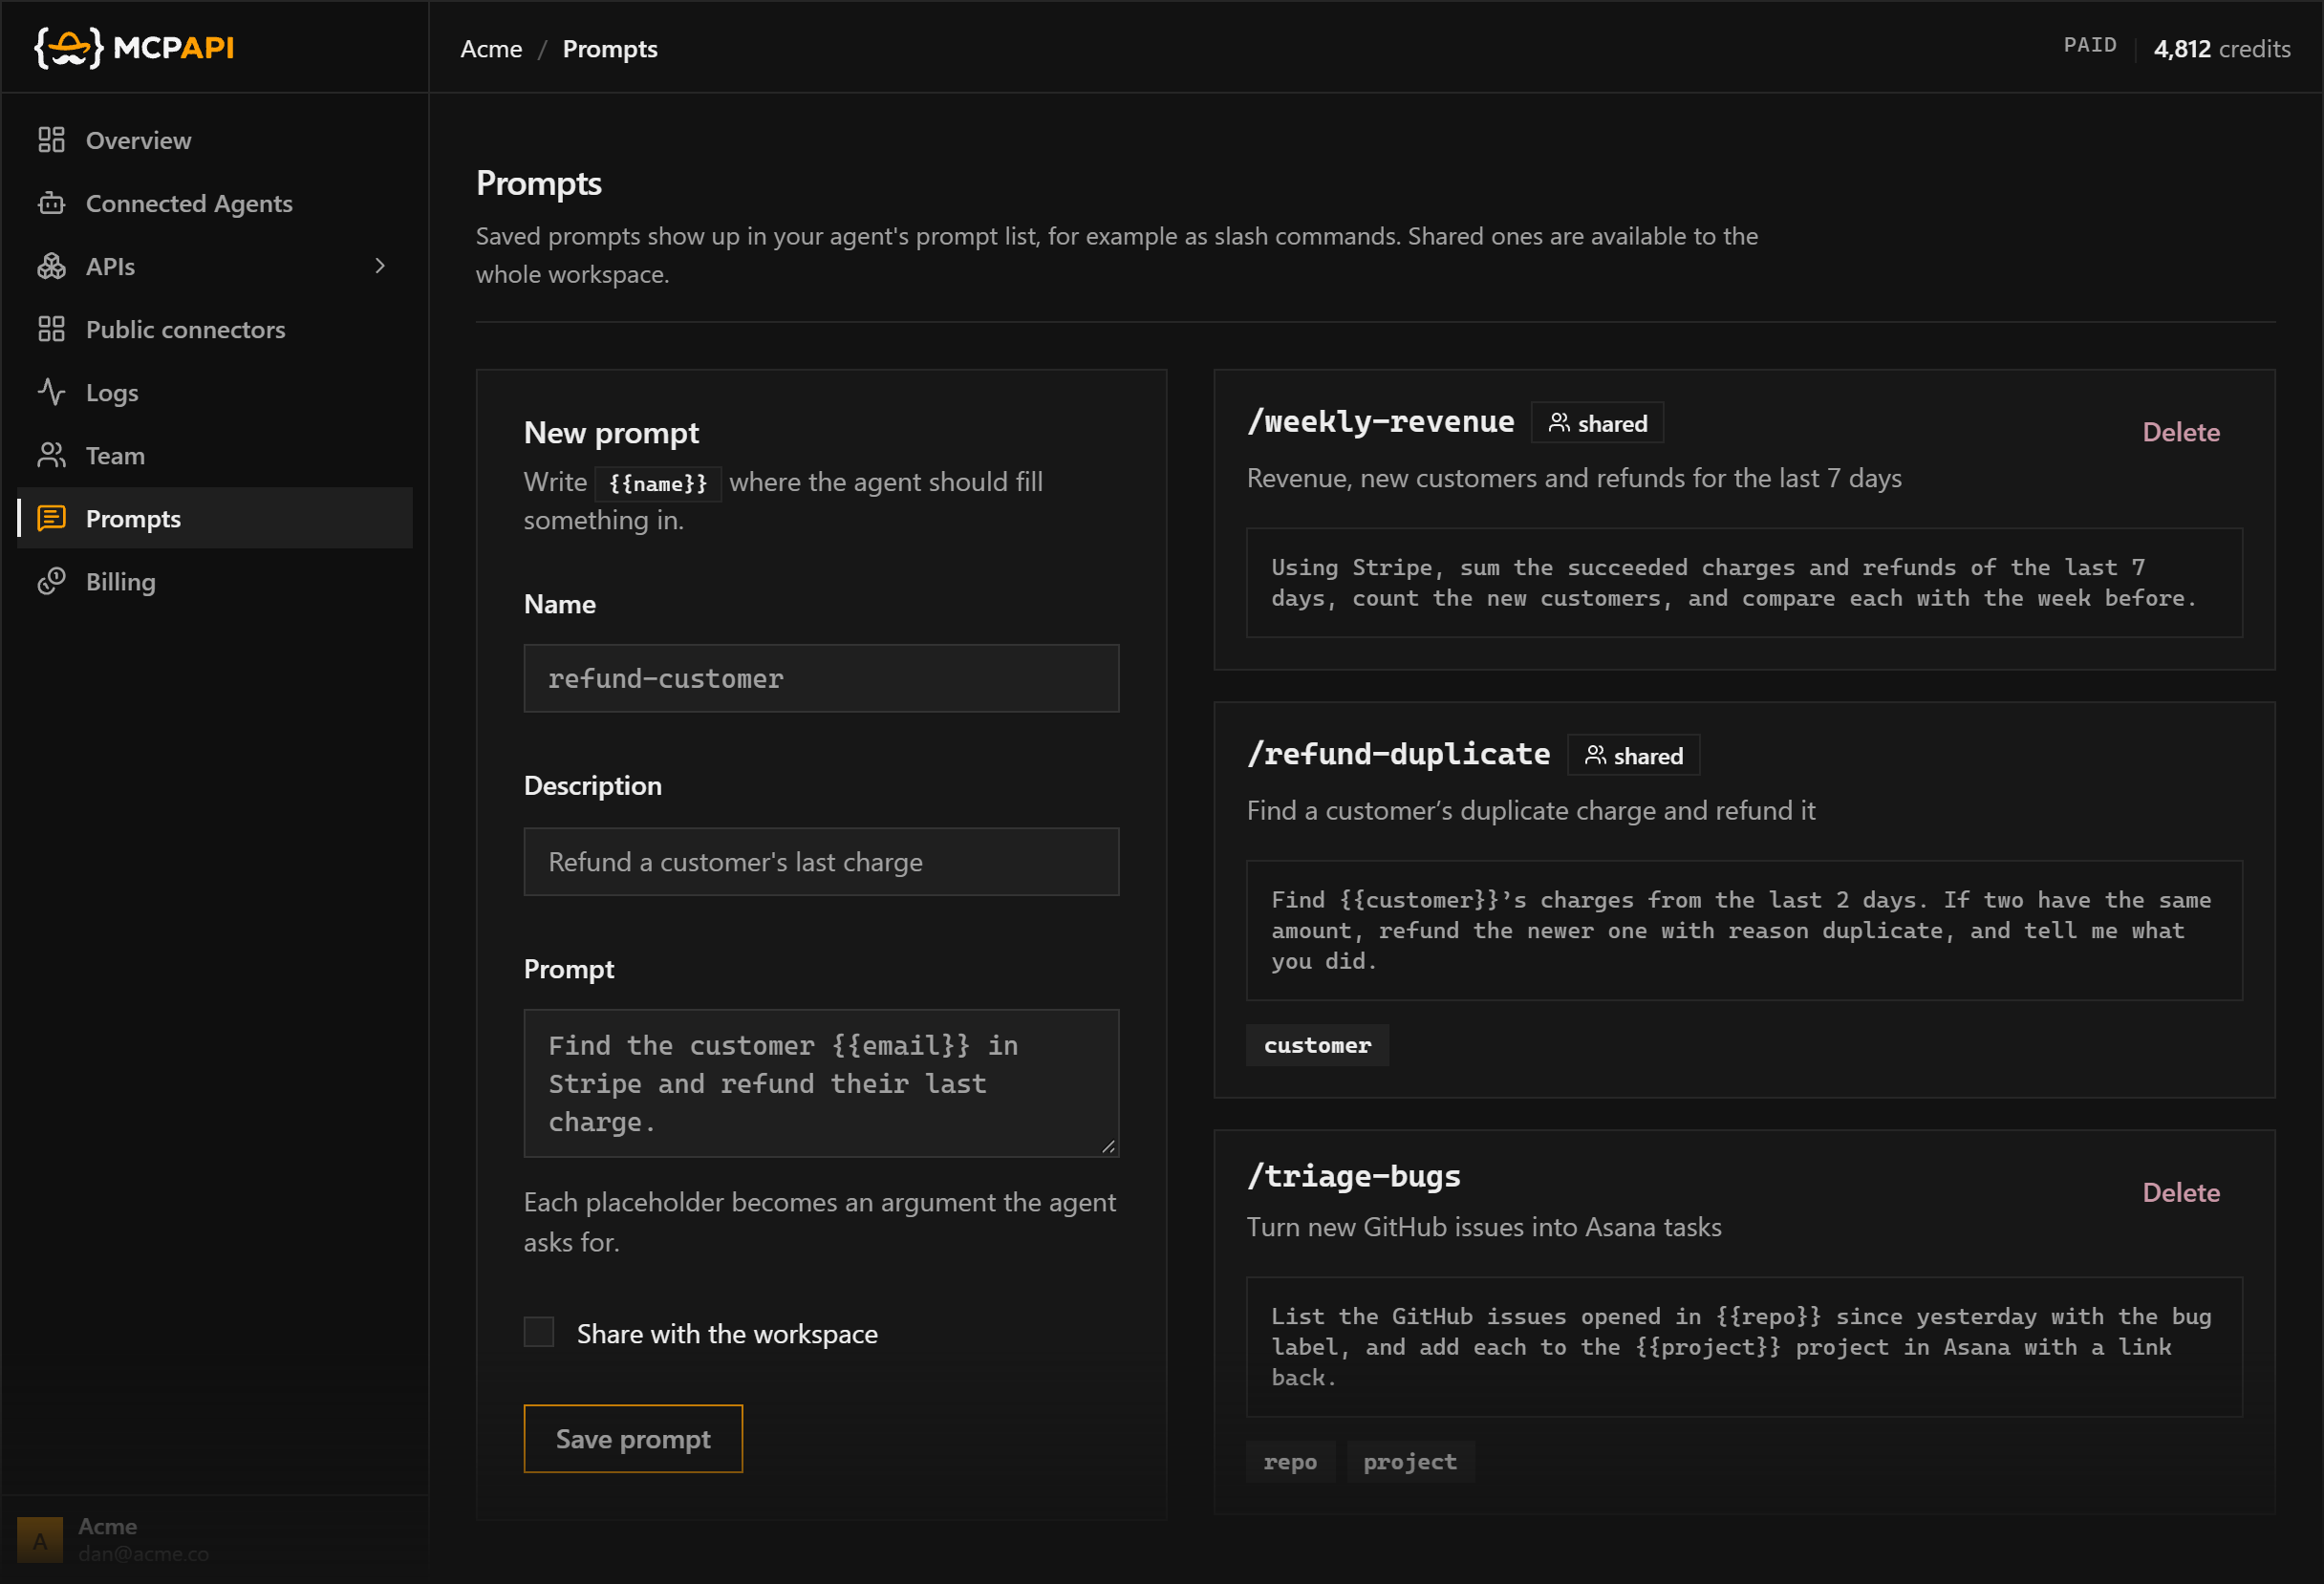 MCPAPI
Acme / Prompts
PAID
4,812 credits
Overview
Connected Agents
APIs
Public connectors
Logs
Team
Prompts
Billing
Acme
dan@acme.co
A
Prompts
Saved prompts show up in your agent's prompt list, for example as slash commands. Shared ones are available to the
whole workspace.
New prompt
Write {{name}} where the agent should fill
something in.
Name
refund-customer
Description
Refund a customer's last charge
Prompt
Find the customer {{email}} in
Stripe and refund their last
charge.
Each placeholder becomes an argument the agent
asks for.
Share with the workspace
Save prompt
/weekly-revenue shared
Delete
Revenue, new customers and refunds for the last 7 days
Using Stripe, sum the succeeded charges and refunds of the last 7
days, count the new customers, and compare each with the week before.
/refund-duplicate shared
Find a customer’s duplicate charge and refund it
Find {{customer}}’s charges from the last 2 days. If two have the same
amount, refund the newer one with reason duplicate, and tell me what
you did.
customer
/triage-bugs
Delete
Turn new GitHub issues into Asana tasks
List the GitHub issues opened in {{repo}} since yesterday with the bug
label, and add each to the {{project}} project in Asana with a link
back.
repo project